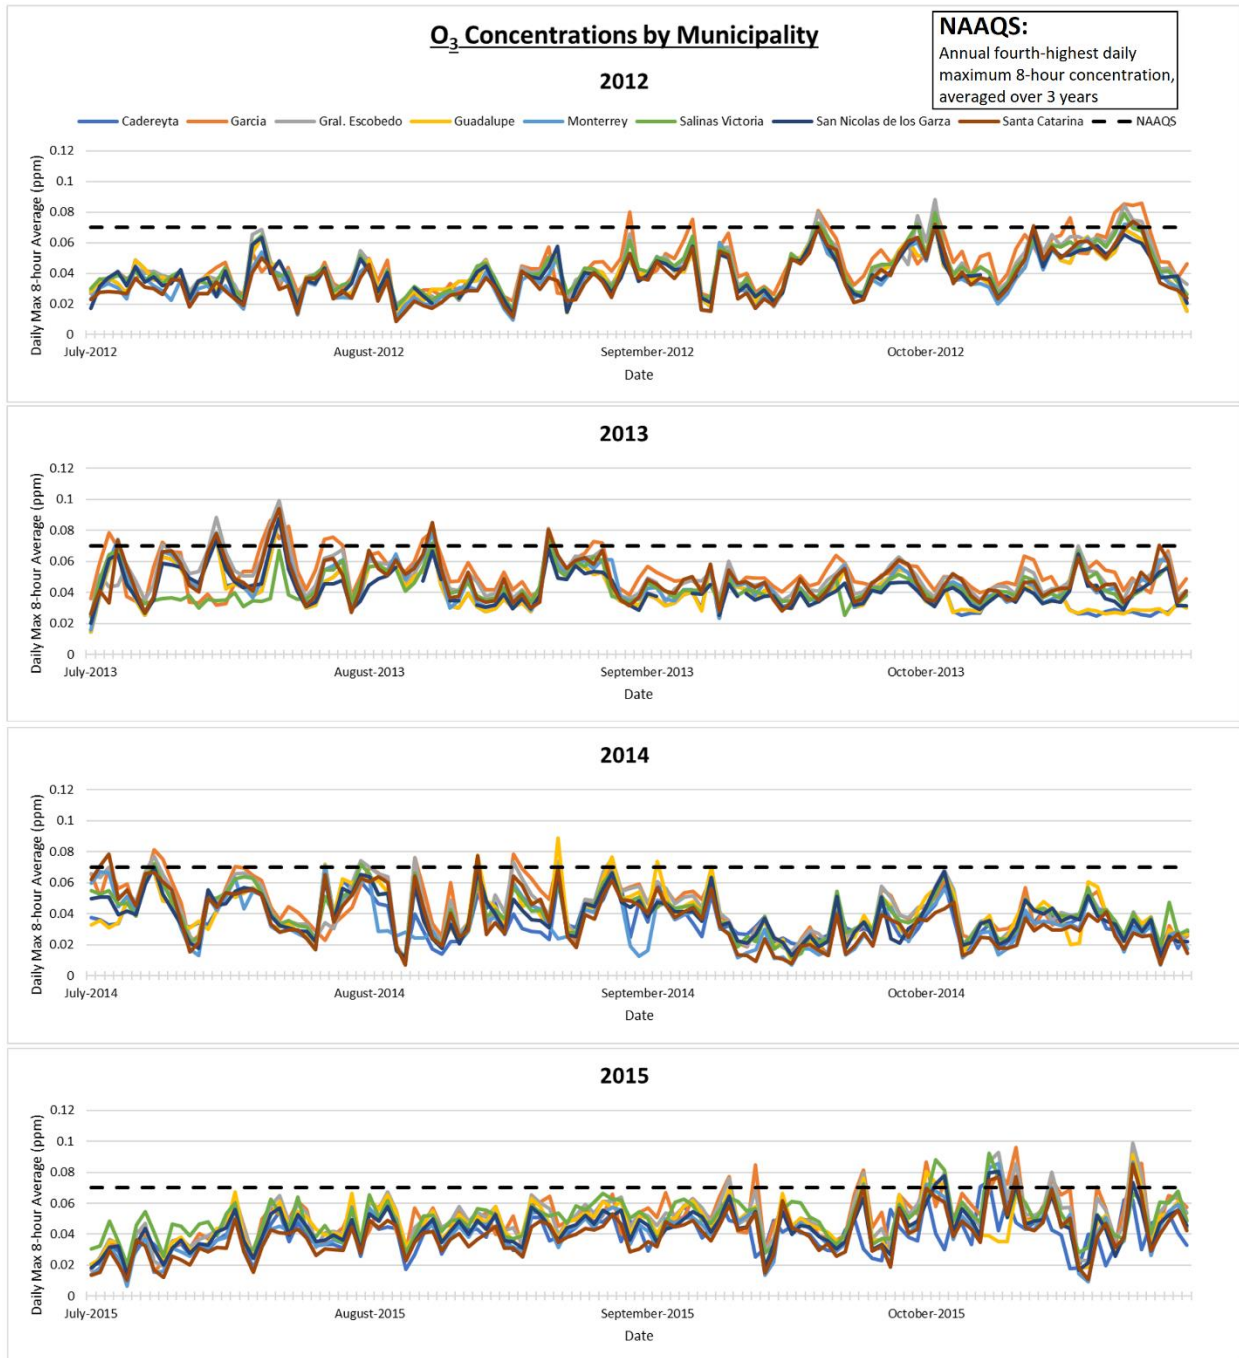 O3 Concentrations by Municipality
NAAQS:
Annual fourth-highest daily
maximum 8-hour concentration,
averaged over 3 years
2012
Cadereyta Garcia Gral. Escobedo Guadalupe Monterrey Salinas Victoria San Nicolas de los Garza Santa Catarina NAAQS
Daily Max 8-hour Average (ppm)
0.12
0.1
0.08
0.06
0.04
0.02
0
July-2012 August-2012 September-2012 October-2012
Date
2013
Daily Max 8-hour Average (ppm)
0.12
0.1
0.08
0.06
0.04
0.02
0
July-2013 August-2013 September-2013 October-2013
Date
2014
Daily Max 8-hour Average (ppm)
0.12
0.1
0.08
0.06
0.04
0.02
0
July-2014 August-2014 September-2014 October-2014
Date
2015
Daily Max 8-hour Average (ppm)
0.12
0.1
0.08
0.06
0.04
0.02
0
July-2015 August-2015 September-2015 October-2015
Date